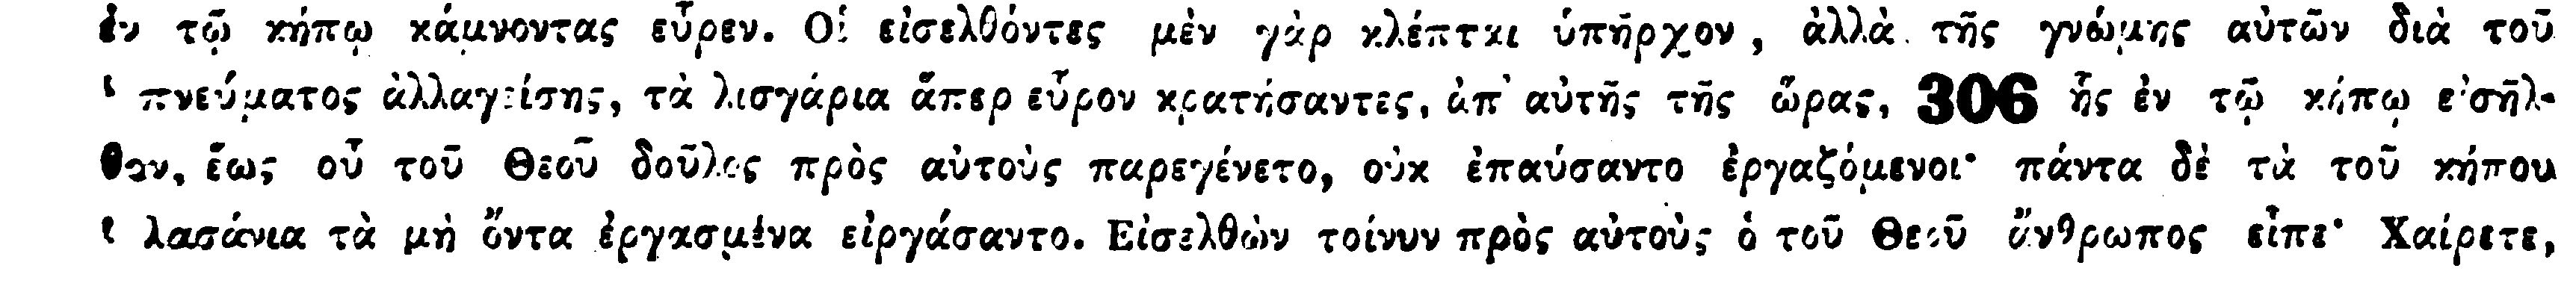 ἐν τῷ κήπῳ κάμνοντας εὗρεν. Οἱ εἰσελθόντες μὲν γὰρ κλέπται ὑπῆρχον, ἀλλὰ τῆς γνώμης αὐτῶν διὰ τοῦ
πνεύματος ἀλλαγείσης, τὰ λισγάρια ἅπερ εὗρον κρατήσαντες, ἀπ' αὐτῆς τῆς ὥρας, 306 ἧς ἐν τῷ κήπῳ εἰσῆλ-
θον, ἕως οὗ τοῦ Θεοῦ δοῦλος πρὸς αὐτοὺς παρεγένετο, οὐκ ἐπαύσαντο ἐργαζόμενοι· πάντα δὲ τὰ τοῦ κήπου
λασάνια τὰ μὴ ὄντα ἐργασμένα εἰργάσαντο. Εἰσελθὼν τοίνυν πρὸς αὐτοὺς ὁ τοῦ Θεοῦ ἄνθρωπος εἶπε· Χαίρετε,